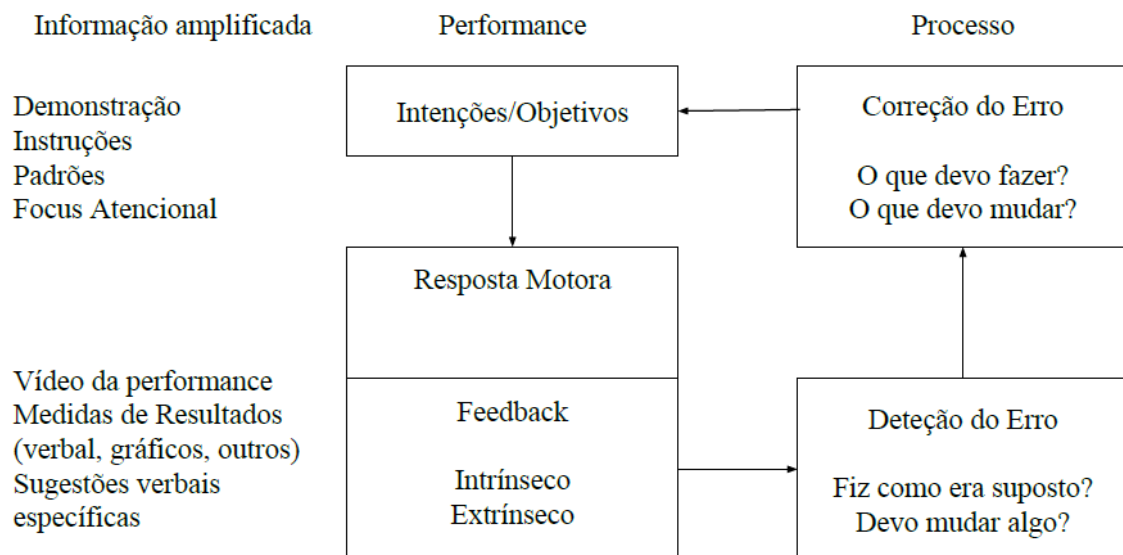 Informação amplificada
Performance
Processo
Demonstração
Instruções
Padrões
Focus Atencional
Intenções/Objetivos
Correção do Erro
O que devo fazer?
O que devo mudar?
Resposta Motora
Vídeo da performance
Medidas de Resultados
(verbal, gráficos, outros)
Sugestões verbais
específicas
Feedback
Intrínseco
Extrínseco
Deteção do Erro
Fiz como era suposto?
Devo mudar algo?